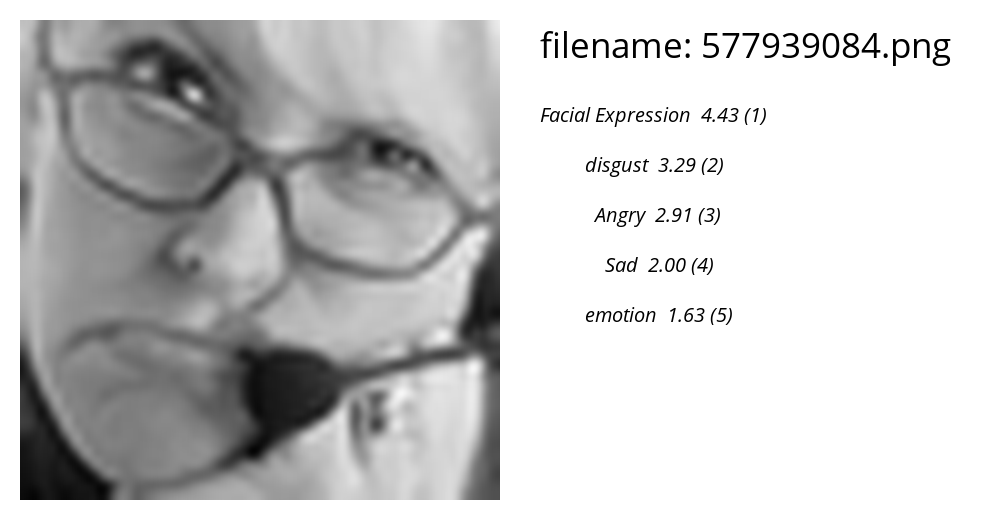 filename: 577939084.png
Facial Expression 4.43 (1)
disgust 3.29 (2)
Angry 2.91 (3)
Sad 2.00 (4)
emotion 1.63 (5)